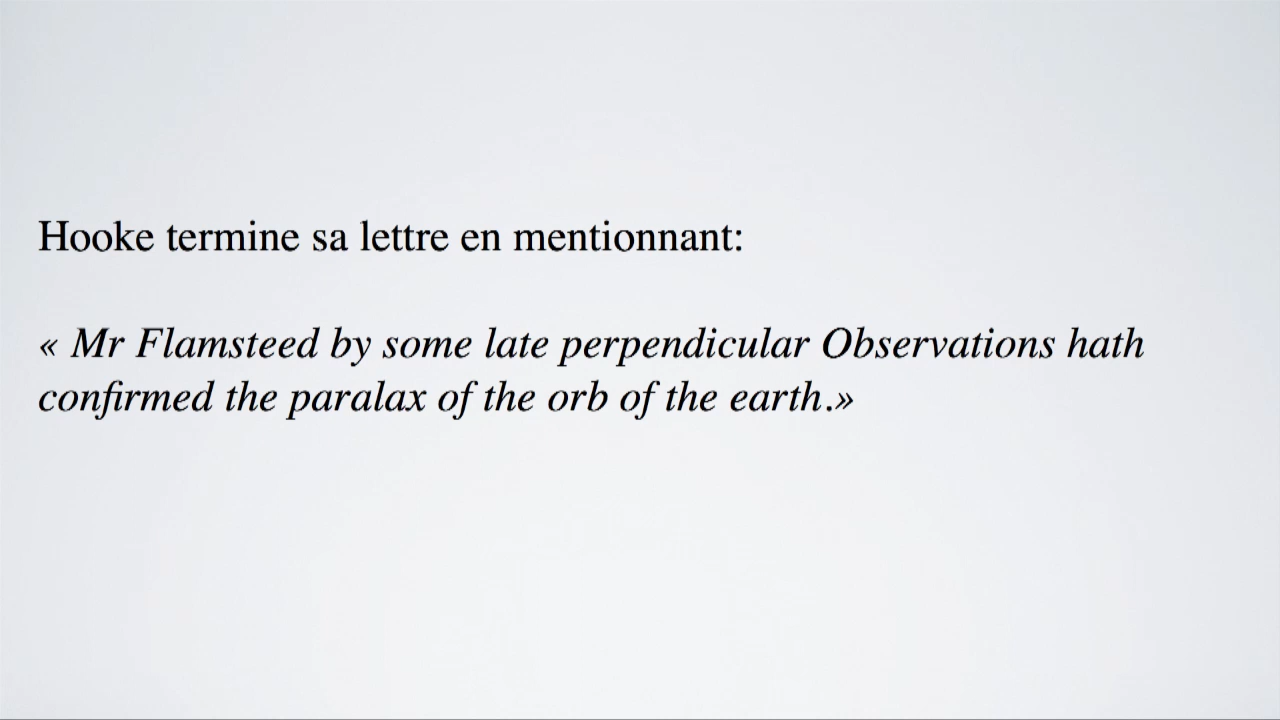 Hooke termine sa lettre en mentionnant:
« Mr Flamsteed by some late perpendicular Observations hath
confirmed the paralax of the orb of the earth.»